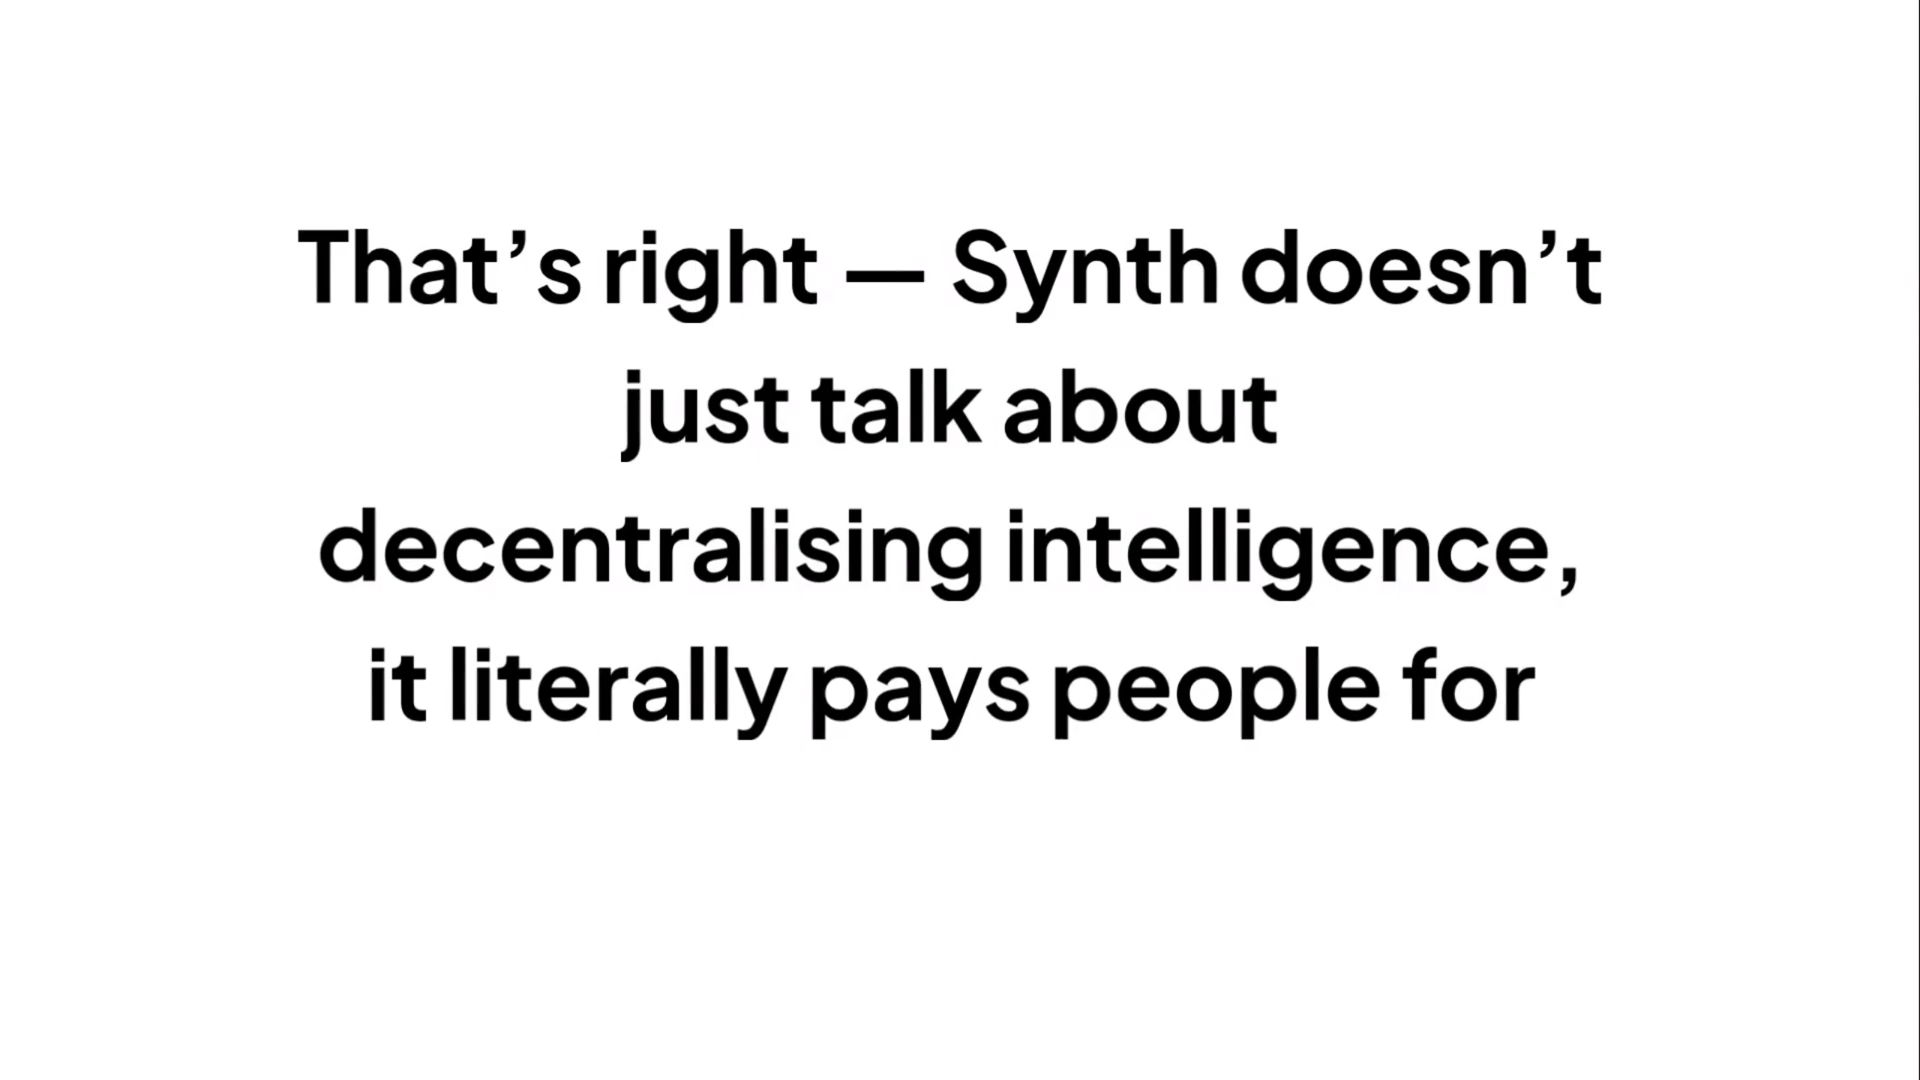 That’s right — Synth doesn’t
just talk about
decentralising intelligence,
it literally pays people for